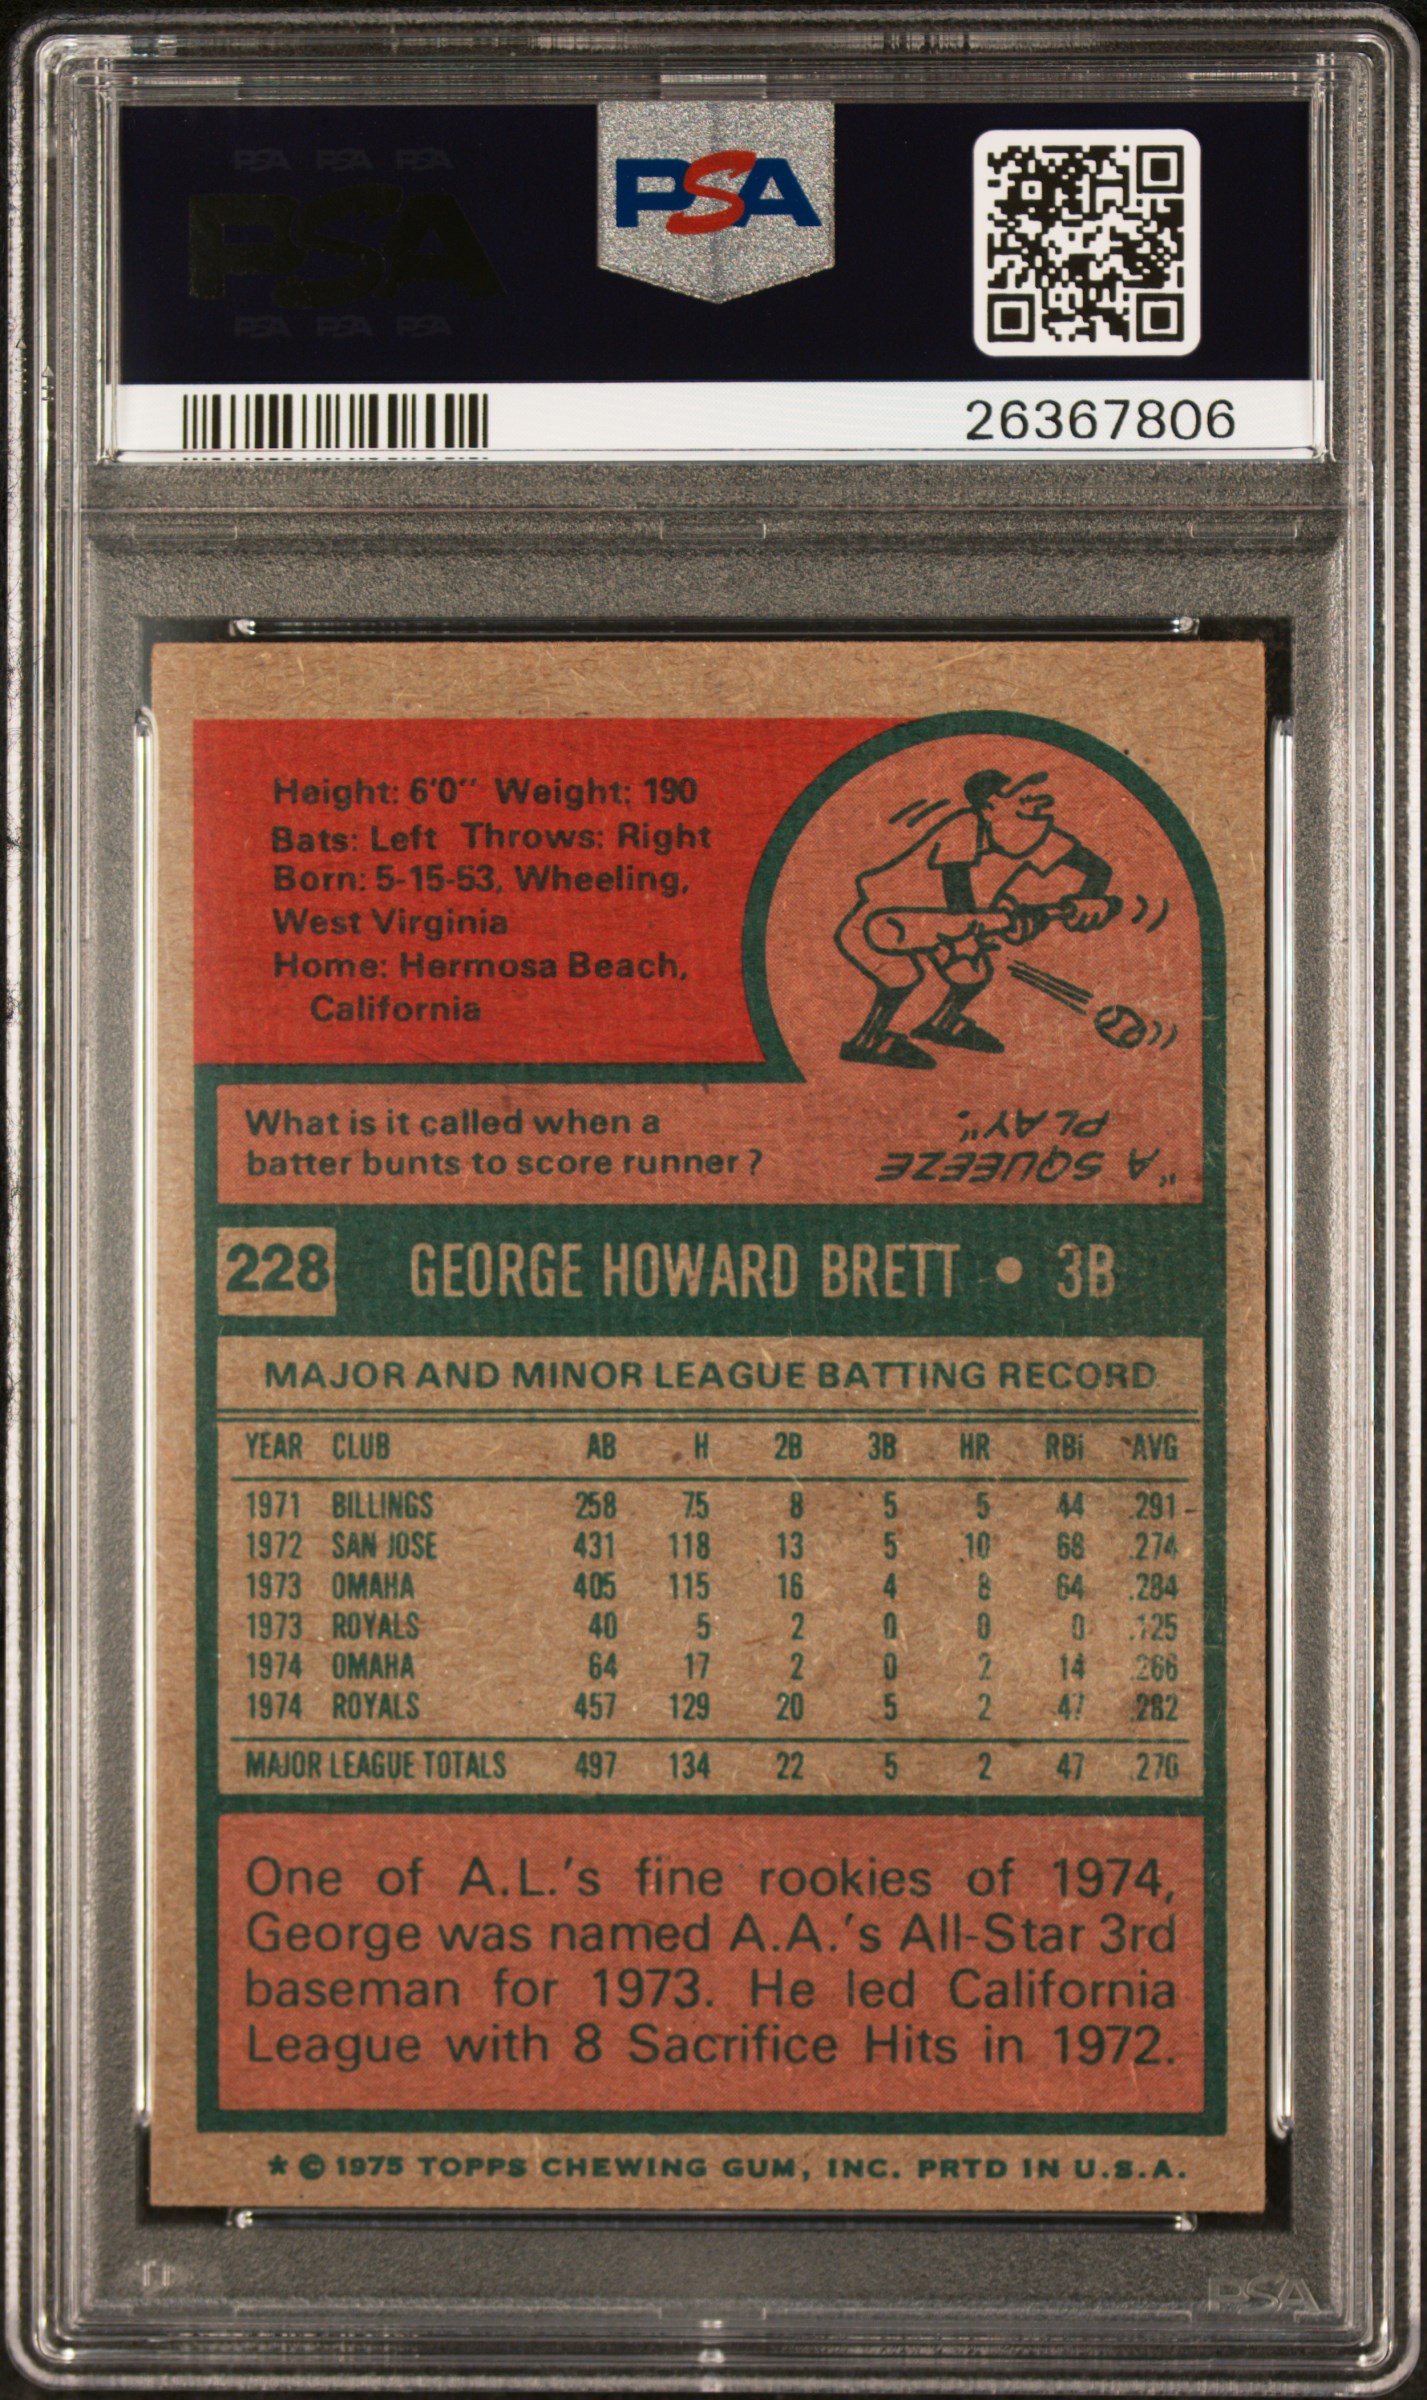 PSA PSA PSA
PSA
PSA PSA PSA
PSA
26367806
Height: 6'0" Weight: 190
Bats: Left Throws: Right
Born: 5-15-53, Wheeling,
West Virginia
Home: Hermosa Beach,
California
What is it called when a
batter bunts to score runner?
"A SQUEEZE
PLAY".
228 GEORGE HOWARD BRETT • 3B
MAJOR AND MINOR LEAGUE BATTING RECORD
YEAR CLUB AB H 2B 3B HR RBi AVG
1971 BILLINGS 258 75 8 5 5 44 .291
1972 SAN JOSE 431 118 13 5 10 68 .274
1973 OMAHA 405 115 16 4 8 64 .284
1973 ROYALS 40 5 2 0 0 0 .125
1974 OMAHA 64 17 2 0 2 14 .266
1974 ROYALS 457 129 20 5 2 47 .282
MAJOR LEAGUE TOTALS 497 134 22 5 2 47 .270
One of A.L.'s fine rookies of 1974,
George was named A.A.'s All-Star 3rd
baseman for 1973. He led California
League with 8 Sacrifice Hits in 1972.
* © 1975 TOPPS CHEWING GUM, INC. PRTD IN U.S.A.
PSA